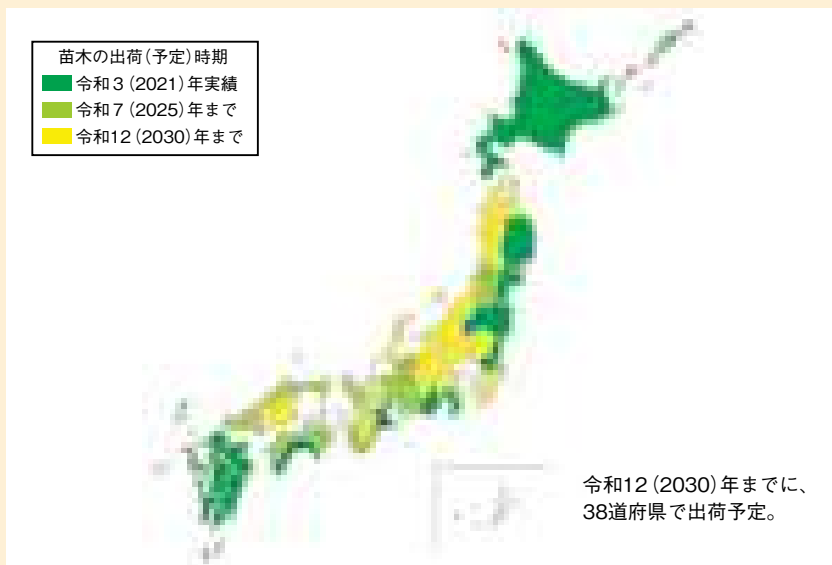 苗木の出荷(予定)時期
令和3(2021)年実績
令和7(2025)年まで
令和12(2030)年まで
令和12(2030)年までに、
38道府県で出荷予定。